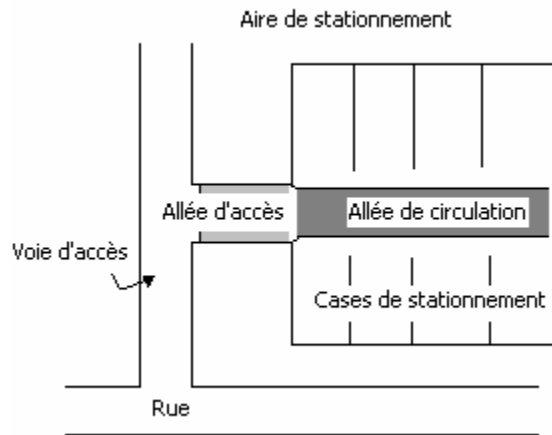 Aire de stationnement
Allée d'accès
Allée de circulation
Voie d'accès
Cases de stationnement
Rue